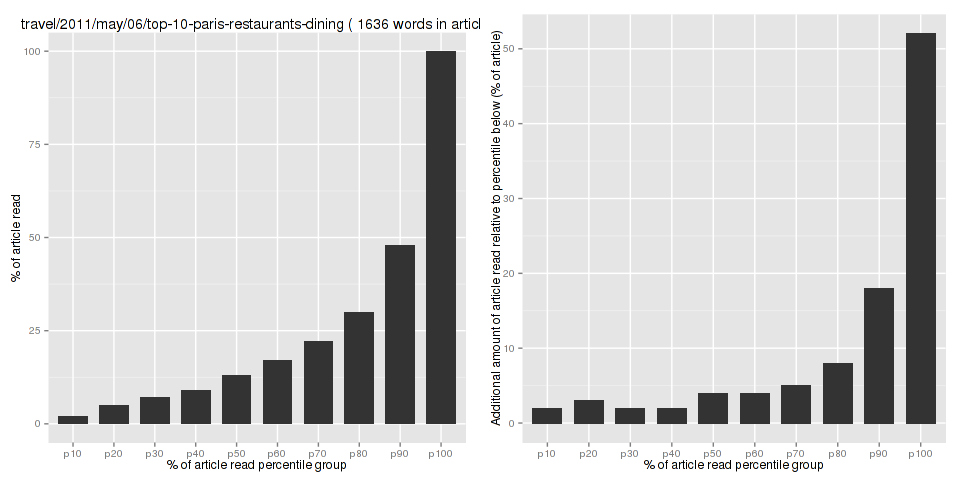 travel/2011/may/06/top-10-paris-restaurants-dining ( 1636 words in articl
100
75
50
25
0
% of article read
p10 p20 p30 p40 p50 p60 p70 p80 p90 p100
% of article read percentile group
50
40
30
20
10
0
Additional amount of article read relative to percentile below (% of article)
p10 p20 p30 p40 p50 p60 p70 p80 p90 p100
% of article read percentile group